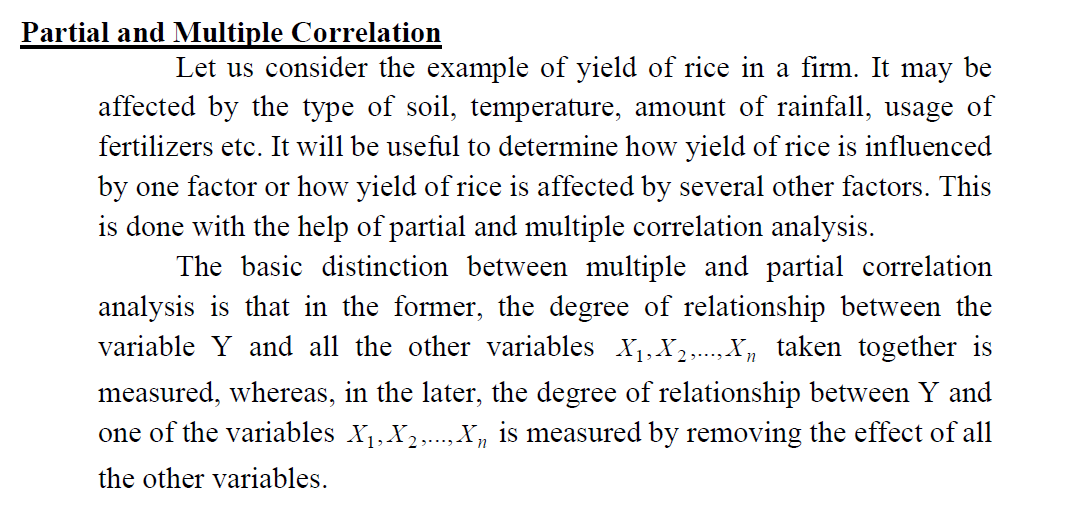 Partial and Multiple Correlation
Let us consider the example of yield of rice in a firm. It may be
affected by the type of soil, temperature, amount of rainfall, usage of
fertilizers etc. It will be useful to determine how yield of rice is influenced
by one factor or how yield of rice is affected by several other factors. This
is done with the help of partial and multiple correlation analysis.
The basic distinction between multiple and partial correlation
analysis is that in the former, the degree of relationship between the
variable Y and all the other variables X₁,X₂,...,Xₙ taken together is
measured, whereas, in the later, the degree of relationship between Y and
one of the variables X₁,X₂,...,Xₙ is measured by removing the effect of all
the other variables.